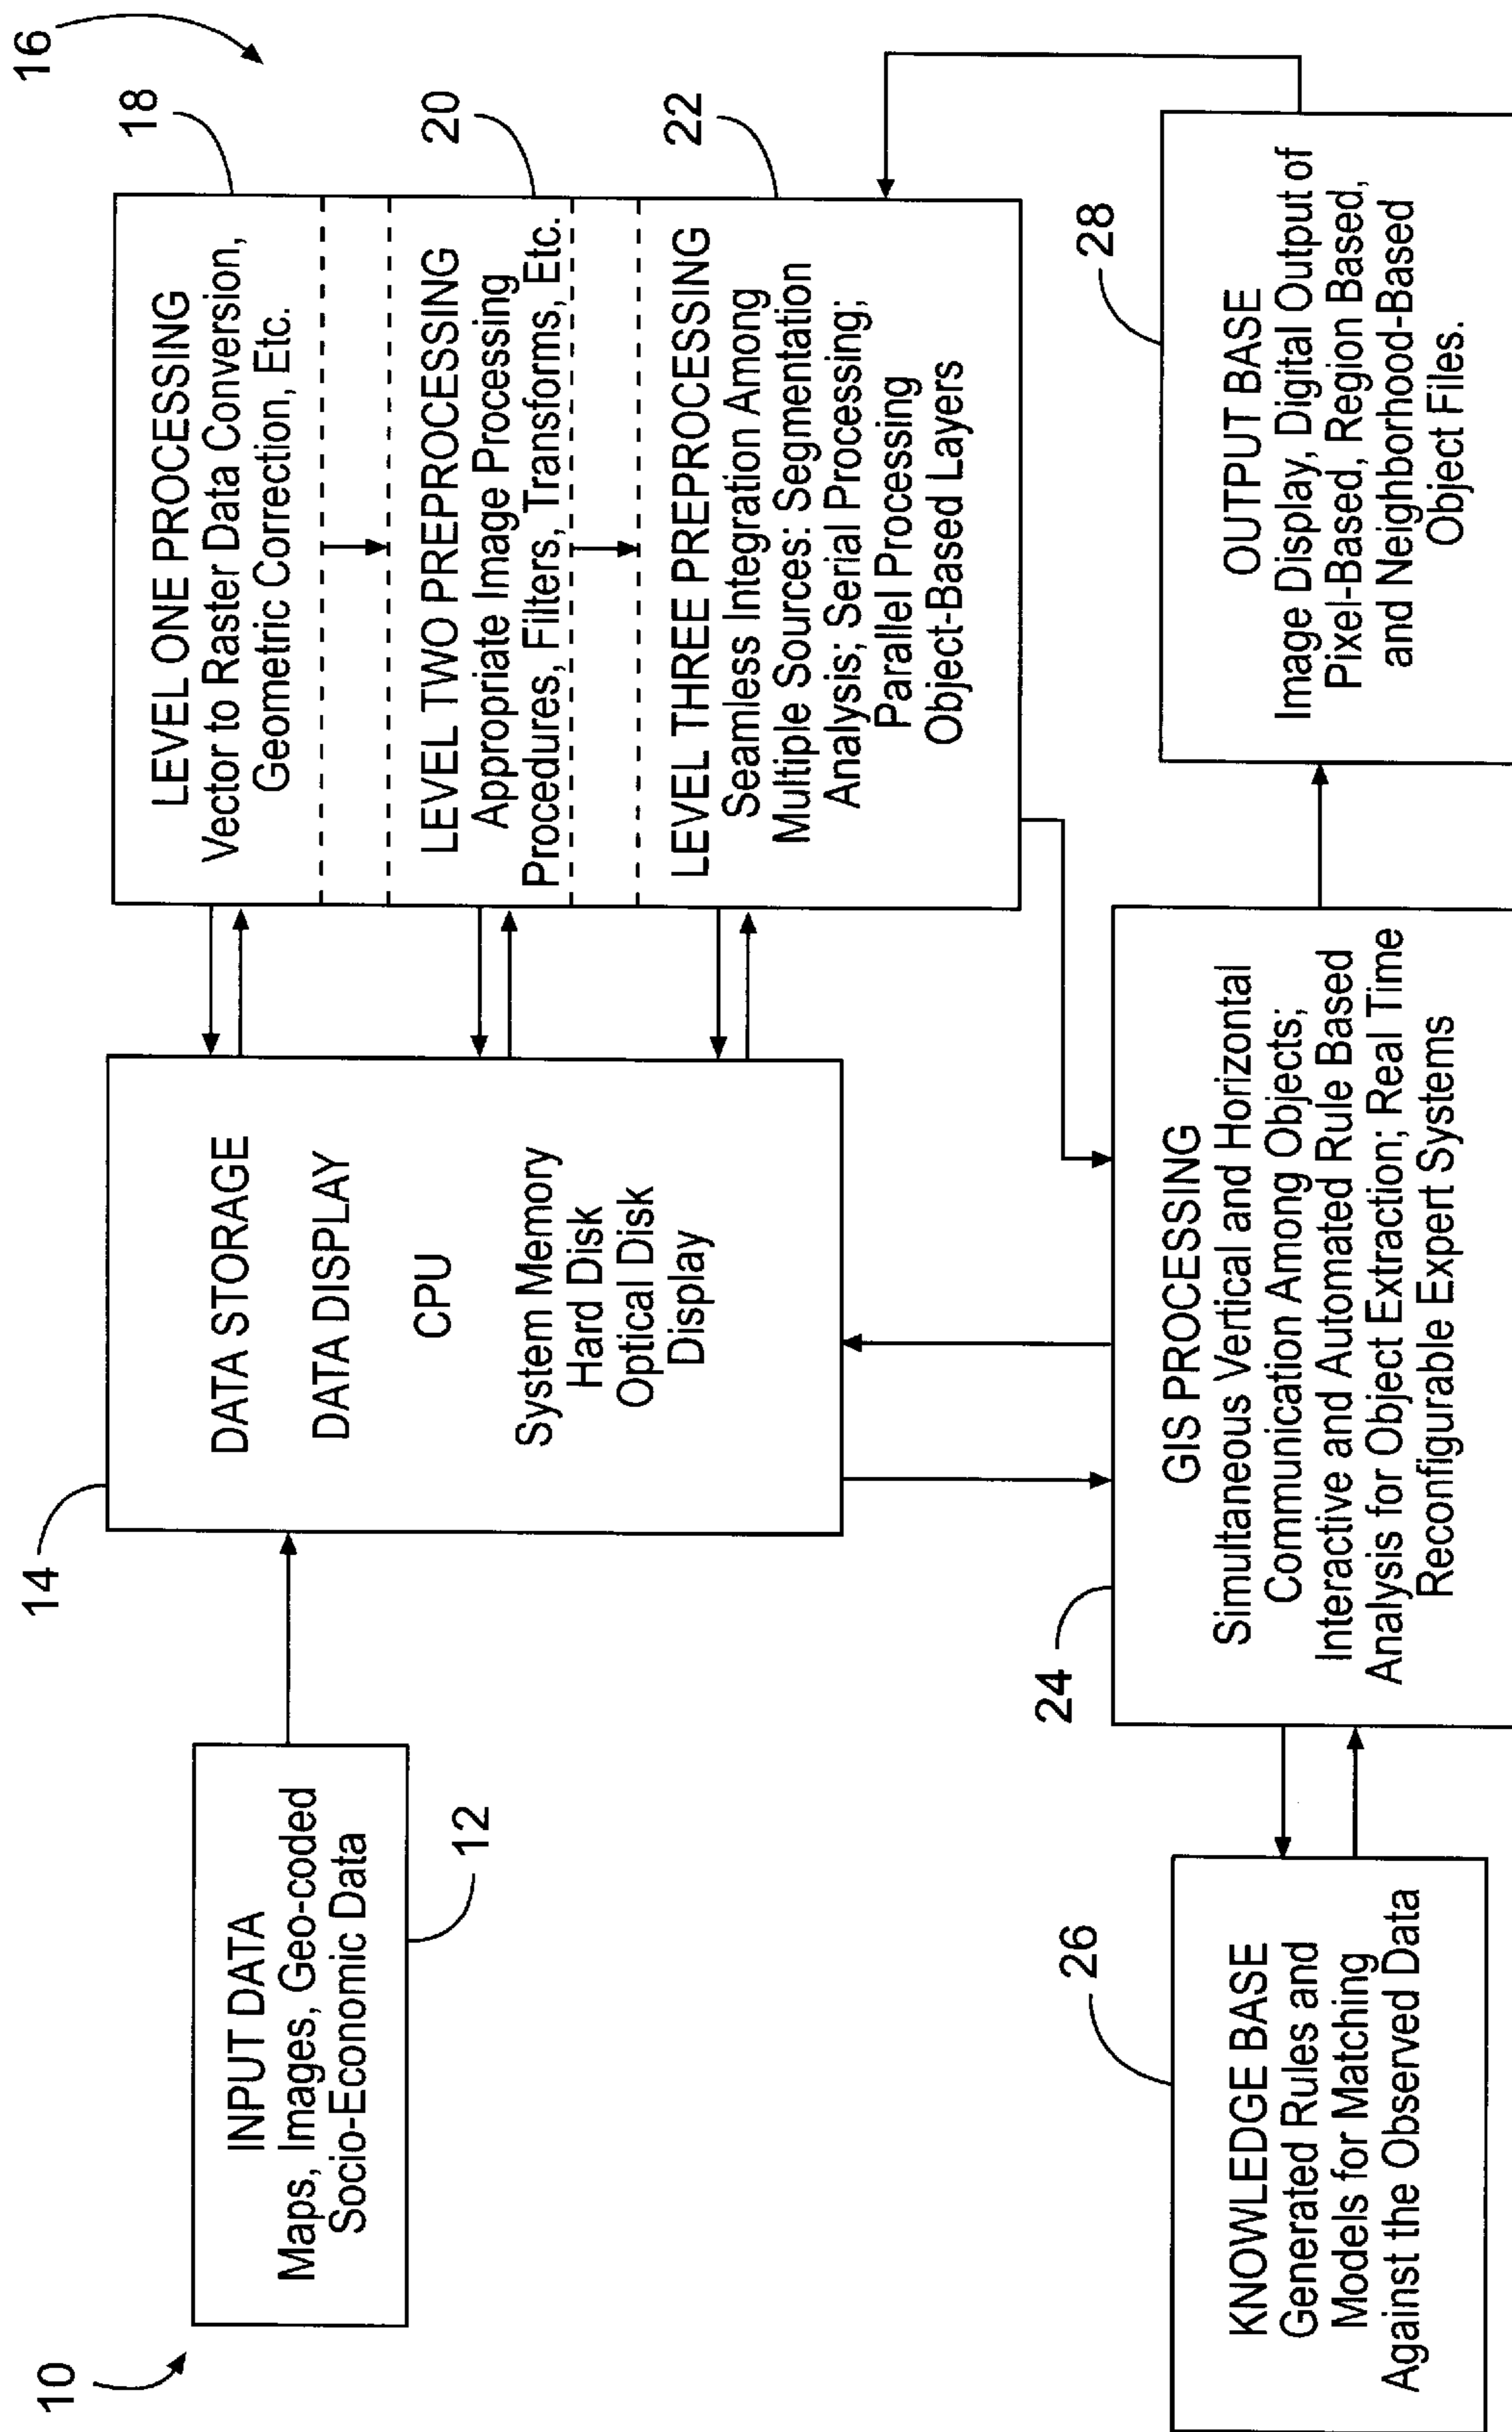 10
INPUT DATA
Maps, Images, Geo-coded
Socio-Economic Data
12
14
DATA STORAGE
DATA DISPLAY
CPU
System Memory
Hard Disk
Optical Disk
Display
16
18
LEVEL ONE PROCESSING
Vector to Raster Data Conversion,
Geometric Correction, Etc.
20
LEVEL TWO PREPROCESSING
Appropriate Image Processing
Procedures, Filters, Transforms, Etc.
22
LEVEL THREE PREPROCESSING
Seamless Integration Among
Multiple Sources: Segmentation
Analysis; Serial Processing;
Parallel Processing
Object-Based Layers
26
KNOWLEDGE BASE
Generated Rules and
Models for Matching
Against the Observed Data
24
GIS PROCESSING
Simultaneous Vertical and Horizontal
Communication Among Objects;
Interactive and Automated Rule Based
Analysis for Object Extraction; Real Time
Reconfigurable Expert Systems
28
OUTPUT BASE
Image Display, Digital Output of
Pixel-Based, Region Based,
and Neighborhood-Based
Object Files.